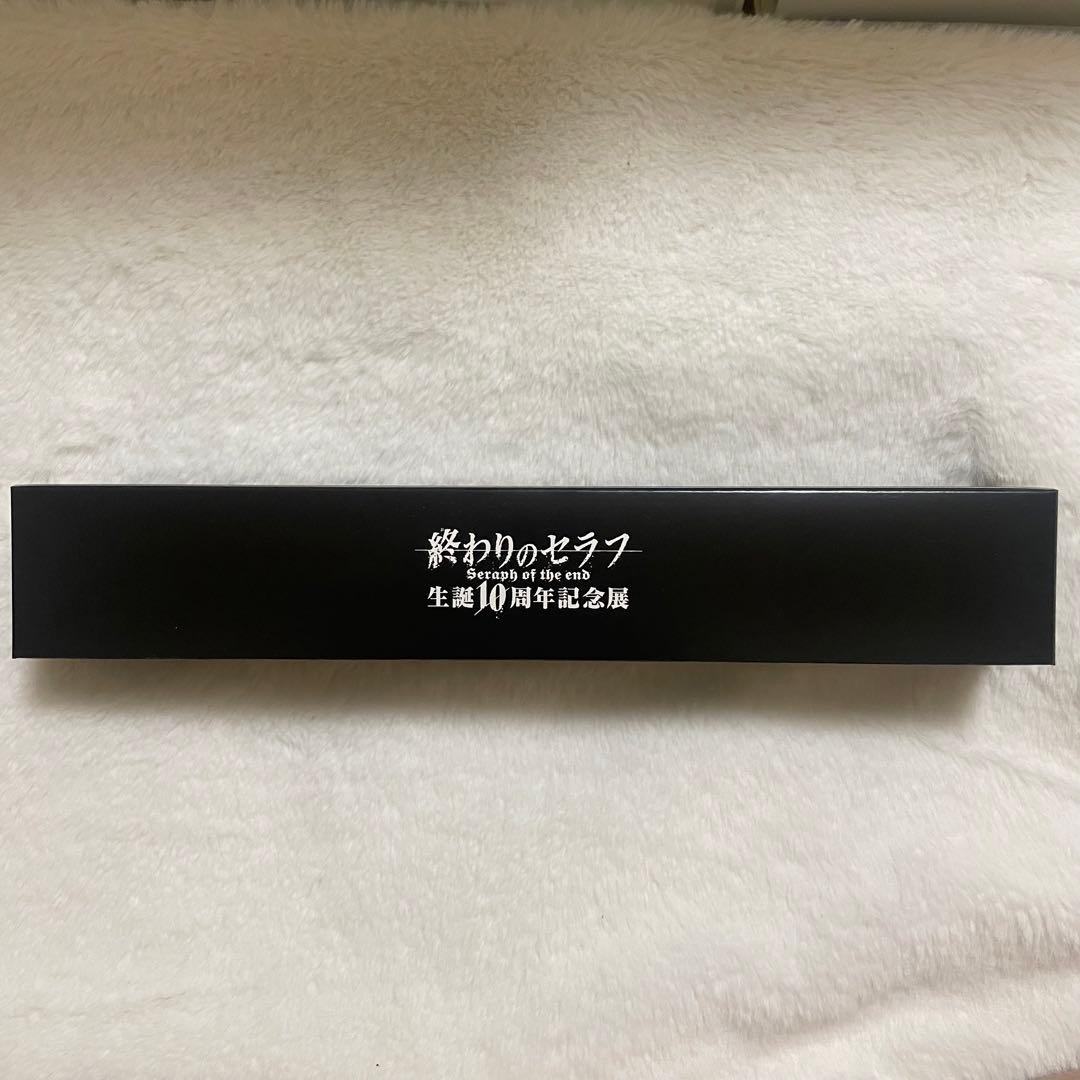 終わりのセラフ
Seraph of the end
生誕10周年記念展